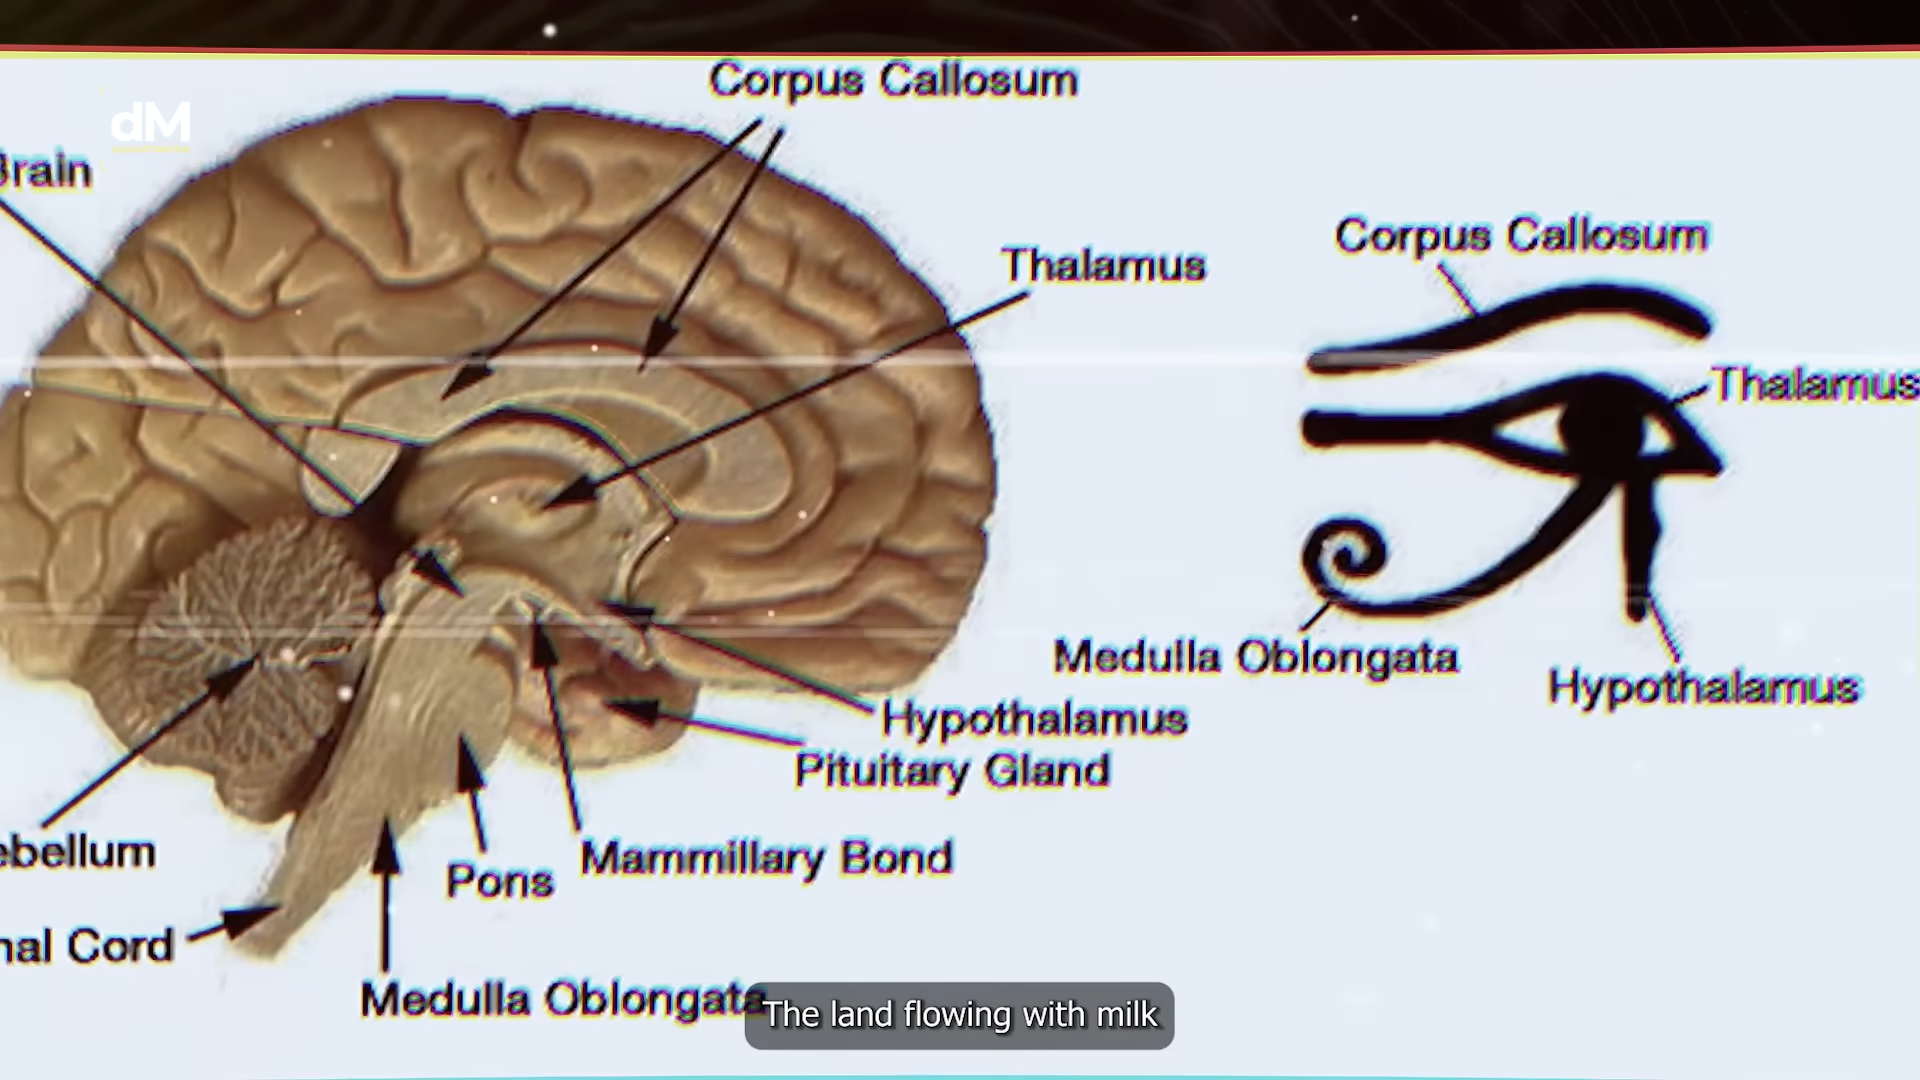 Corpus Callosum
dM
Brain
Thalamus
Corpus Callosum
Thalamus
Medulla Oblongata
Hypothalamus
Hypothalamus
Pituitary Gland
ebellum
Pons
Mammillary Bond
nal Cord
Medulla Oblongata
The land flowing with milk